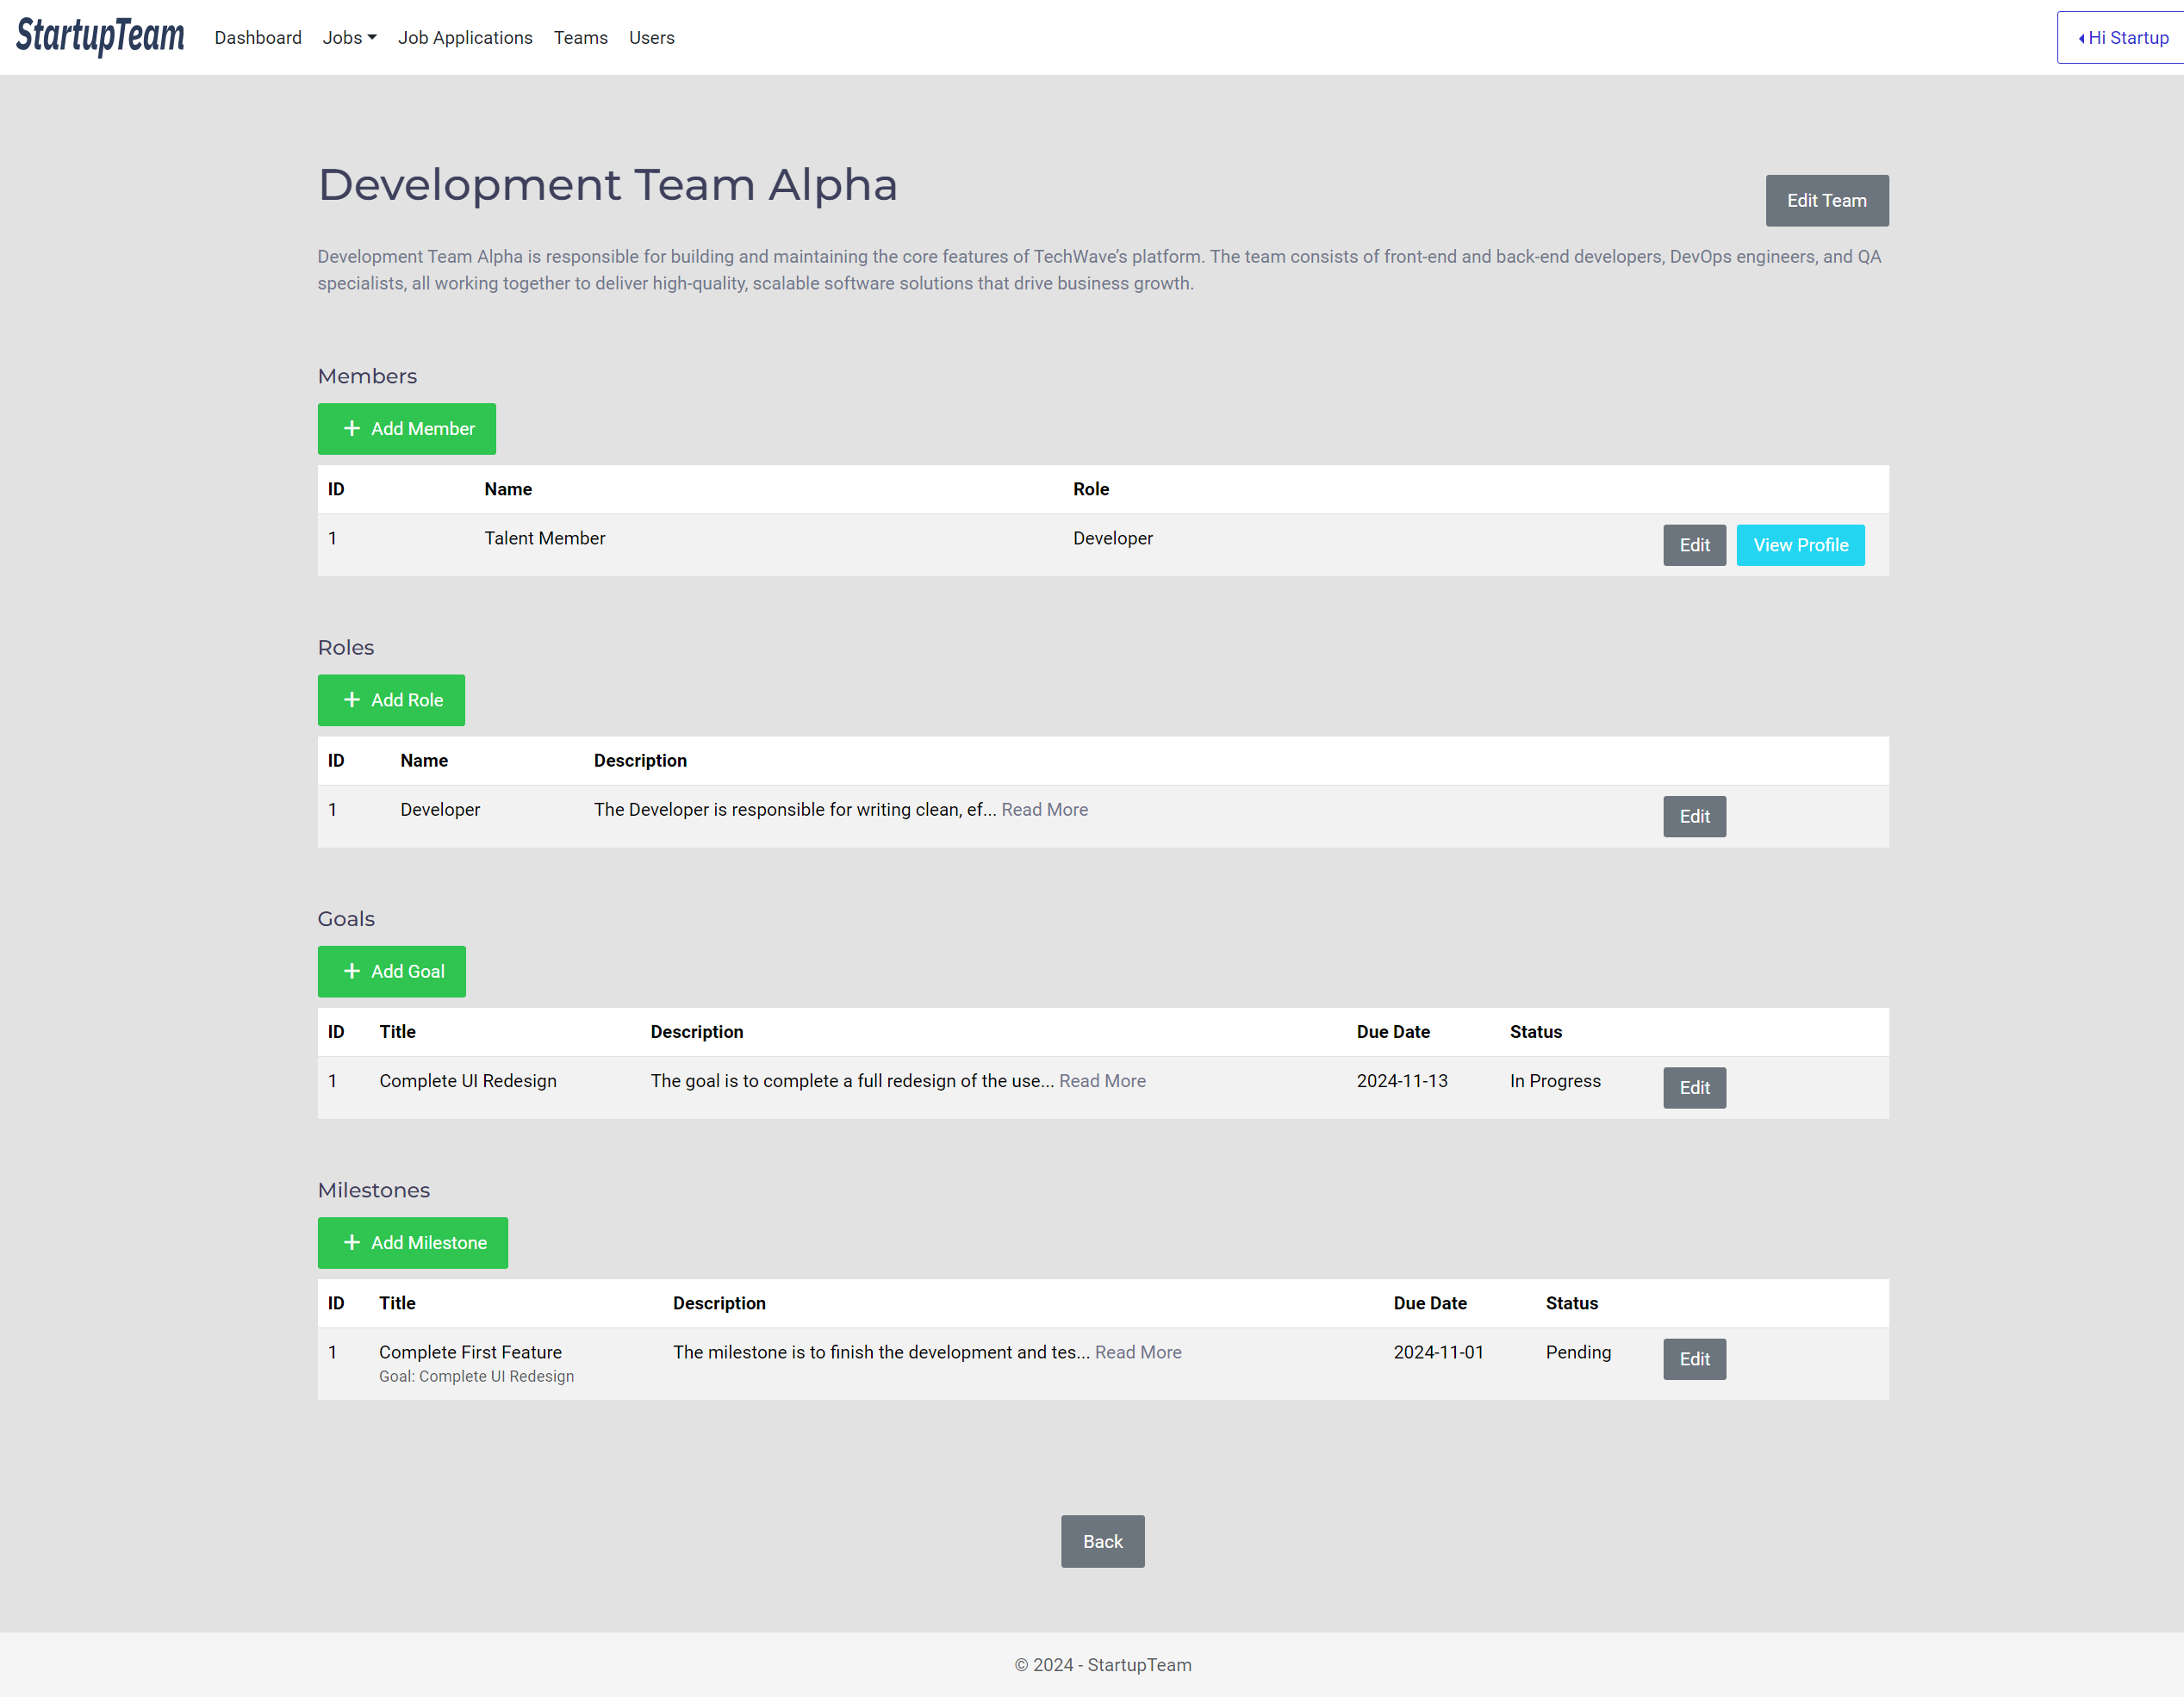 StartupTeam Dashboard Jobs Job Applications Teams Users Hi Startup
Development Team Alpha
Edit Team
Development Team Alpha is responsible for building and maintaining the core features of TechWave’s platform. The team consists of front-end and back-end developers, DevOps engineers, and QA
specialists, all working together to deliver high-quality, scalable software solutions that drive business growth.
Members
+ Add Member
ID Name Role
1 Talent Member Developer Edit View Profile
Roles
+ Add Role
ID Name Description
1 Developer The Developer is responsible for writing clean, ef... Read More Edit
Goals
+ Add Goal
ID Title Description Due Date Status
1 Complete UI Redesign The goal is to complete a full redesign of the use... Read More 2024-11-13 In Progress Edit
Milestones
+ Add Milestone
ID Title Description Due Date Status
1 Complete First Feature The milestone is to finish the development and tes... Read More 2024-11-01 Pending Edit
Goal: Complete UI Redesign
Back
© 2024 - StartupTeam